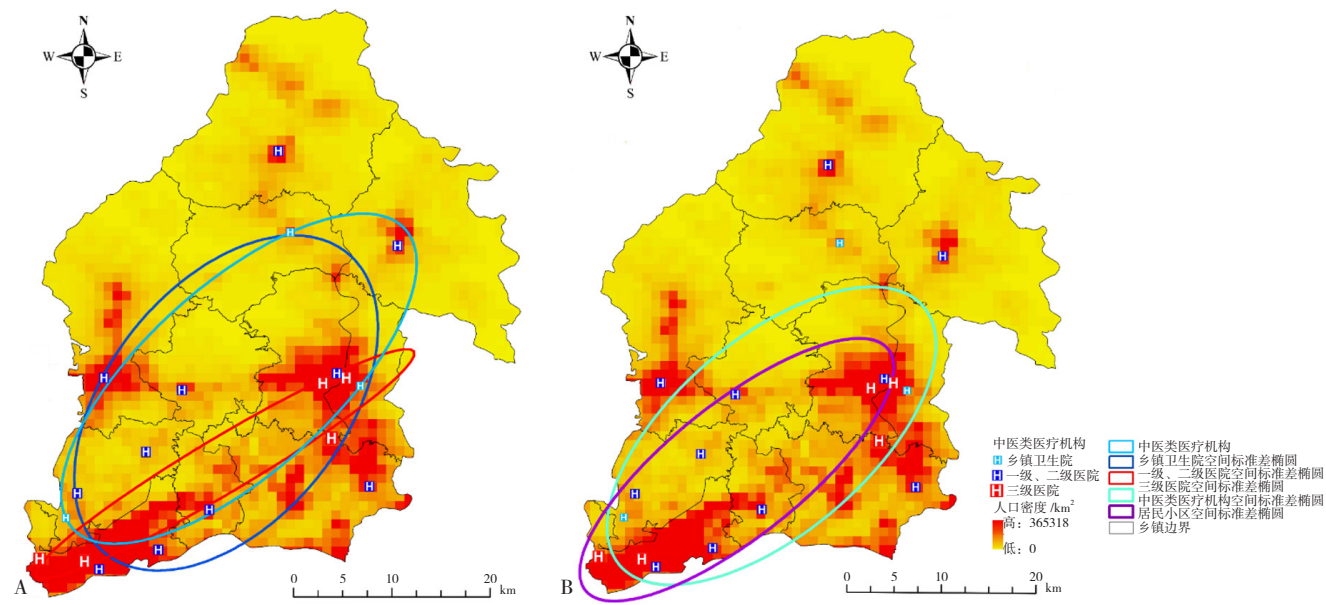 N
W E
S
N
W E
S
A
0 5 10 20
km
B
0 5 10 20
km
中医类医疗机构
H 乡镇卫生院
H 一级、二级医院
H 三级医院
人口密度 /km²
高：365318
低：0
中医类医疗机构
乡镇卫生院空间标准差椭圆
一级、二级医院空间标准差椭圆
三级医院空间标准差椭圆
中医类医疗机构空间标准差椭圆
居民小区空间标准差椭圆
乡镇边界